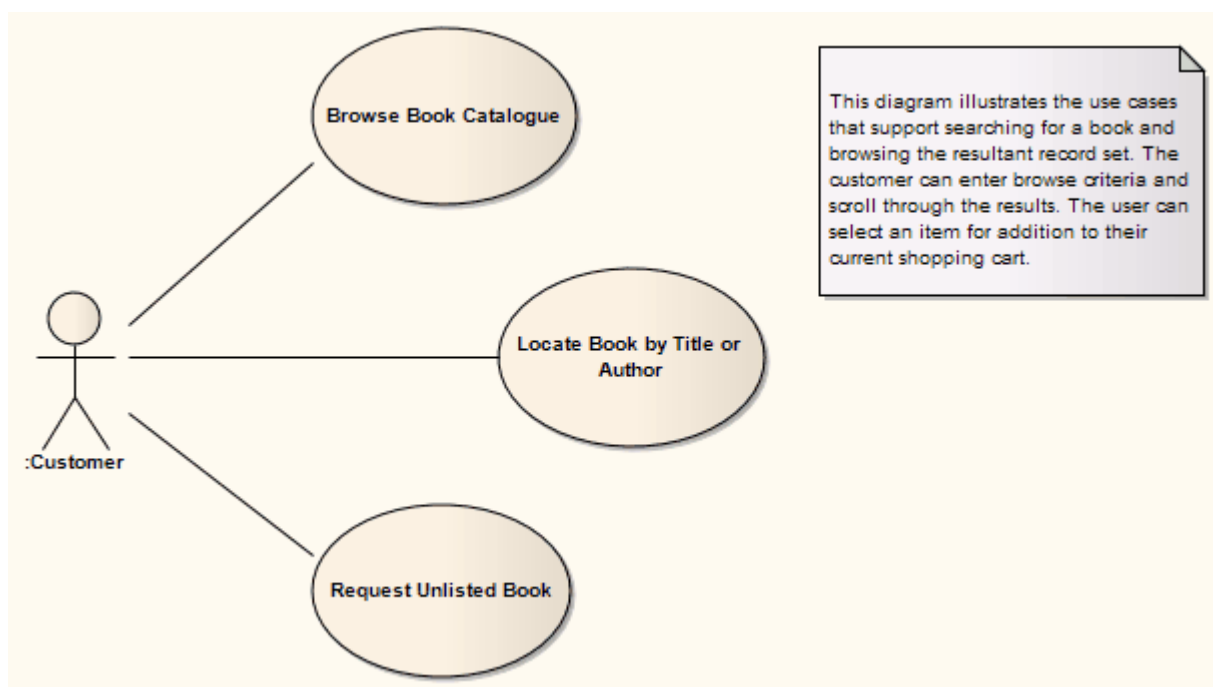 Browse Book Catalogue
This diagram illustrates the use cases
that support searching for a book and
browsing the resultant record set. The
customer can enter browse criteria and
scroll through the results. The user can
select an item for addition to their
current shopping cart.
Locate Book by Title or
Author
:Customer
Request Unlisted Book